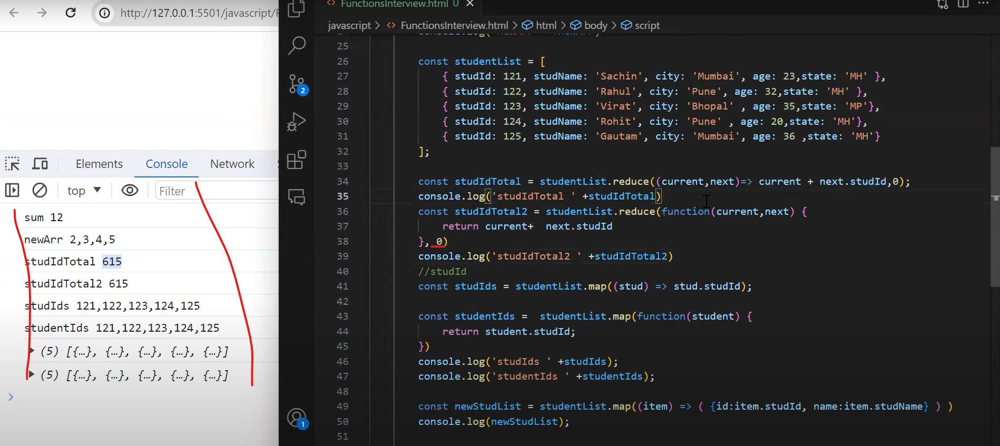 http://127.0.0.1:5501/javascript/
FunctionsInterview.html U
javascript > FunctionsInterview.html > html > body > script
Elements Console Network
top Filter
sum 12
newArr 2,3,4,5
studIdTotal 615
studIdTotal2 615
studIds 121,122,123,124,125
studentIds 121,122,123,124,125
(5) [{…}, {…}, {…}, {…}, {…}]
(5) [{…}, {…}, {…}, {…}, {…}]
>
2
1
25
26 const studentList = [
27 { studId: 121, studName: 'Sachin', city: 'Mumbai', age: 23,state: 'MH' },
28 { studId: 122, studName: 'Rahul', city: 'Pune', age: 32,state: 'MH' },
29 { studId: 123, studName: 'Virat', city: 'Bhopal' , age: 35,state: 'MP'},
30 { studId: 124, studName: 'Rohit', city: 'Pune' , age: 20,state: 'MH'},
31 { studId: 125, studName: 'Gautam', city: 'Mumbai', age: 36 ,state: 'MH'}
32 ];
33
34 const studIdTotal = studentList.reduce((current,next)=> current + next.studId,0);
35 console.log('studIdTotal ' +studIdTotal)
36 const studIdTotal2 = studentList.reduce(function(current,next) {
37 return current+ next.studId
38 }, 0)
39 console.log('studIdTotal2 ' +studIdTotal2)
40 //studId
41 const studIds = studentList.map((stud) => stud.studId);
42
43 const studentIds = studentList.map(function(student) {
44 return student.studId;
45 })
46 console.log('studIds ' +studIds);
47 console.log('studentIds ' +studentIds);
48
49 const newStudList = studentList.map((item) => ( {id:item.studId, name:item.studName} ) )
50 console.log(newStudList);
51